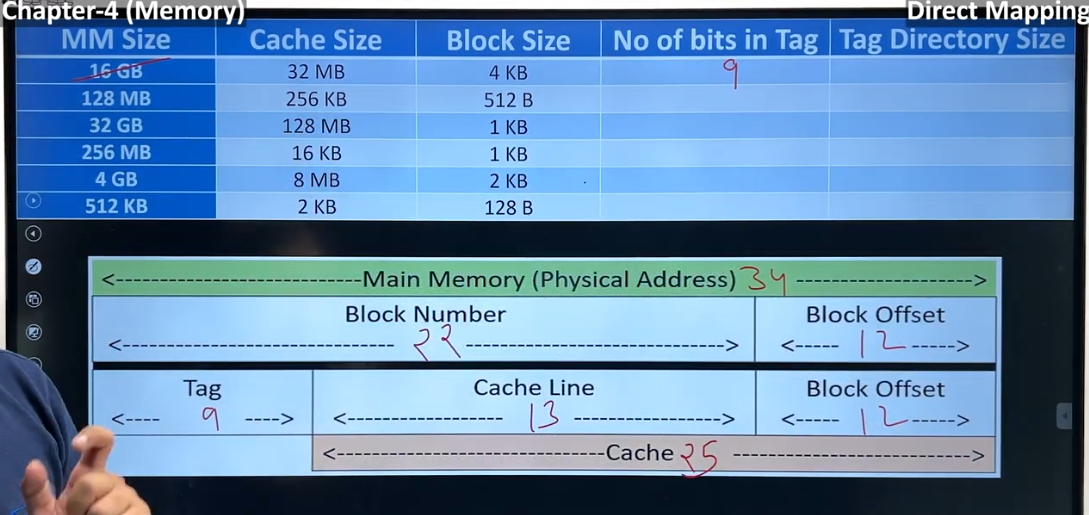 Chapter-4 (Memory)
Direct Mapping
MM Size Cache Size Block Size No of bits in Tag Tag Directory Size
16 GB 32 MB 4 KB 9
128 MB 256 KB 512 B
32 GB 128 MB 1 KB
256 MB 16 KB 1 KB
4 GB 8 MB 2 KB
512 KB 2 KB 128 B
Main Memory (Physical Address) 34
Block Number Block Offset
22 12
Tag Cache Line Block Offset
9 13 12
Cache 25